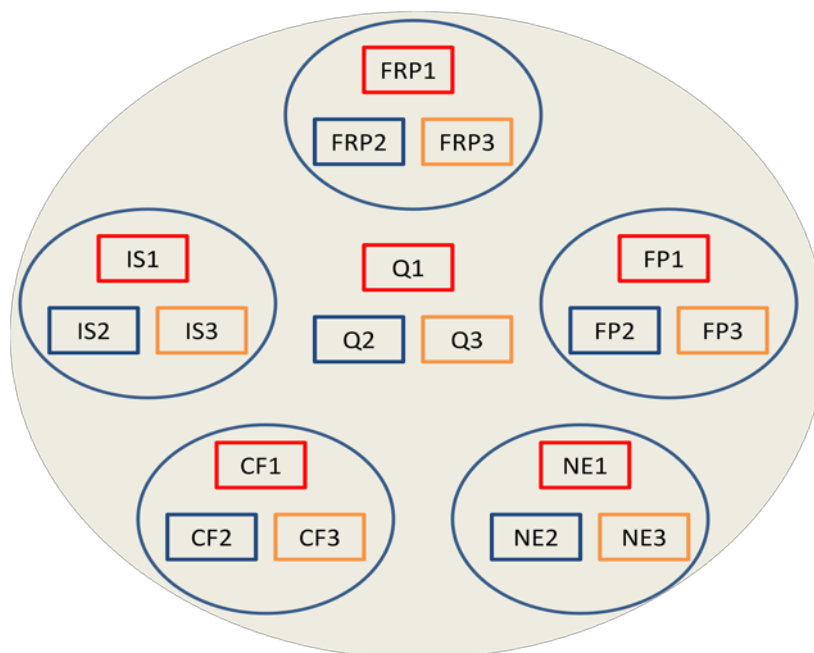 FRP1
FRP2 FRP3
IS1
IS2 IS3
Q1
Q2 Q3
FP1
FP2 FP3
CF1
CF2 CF3
NE1
NE2 NE3